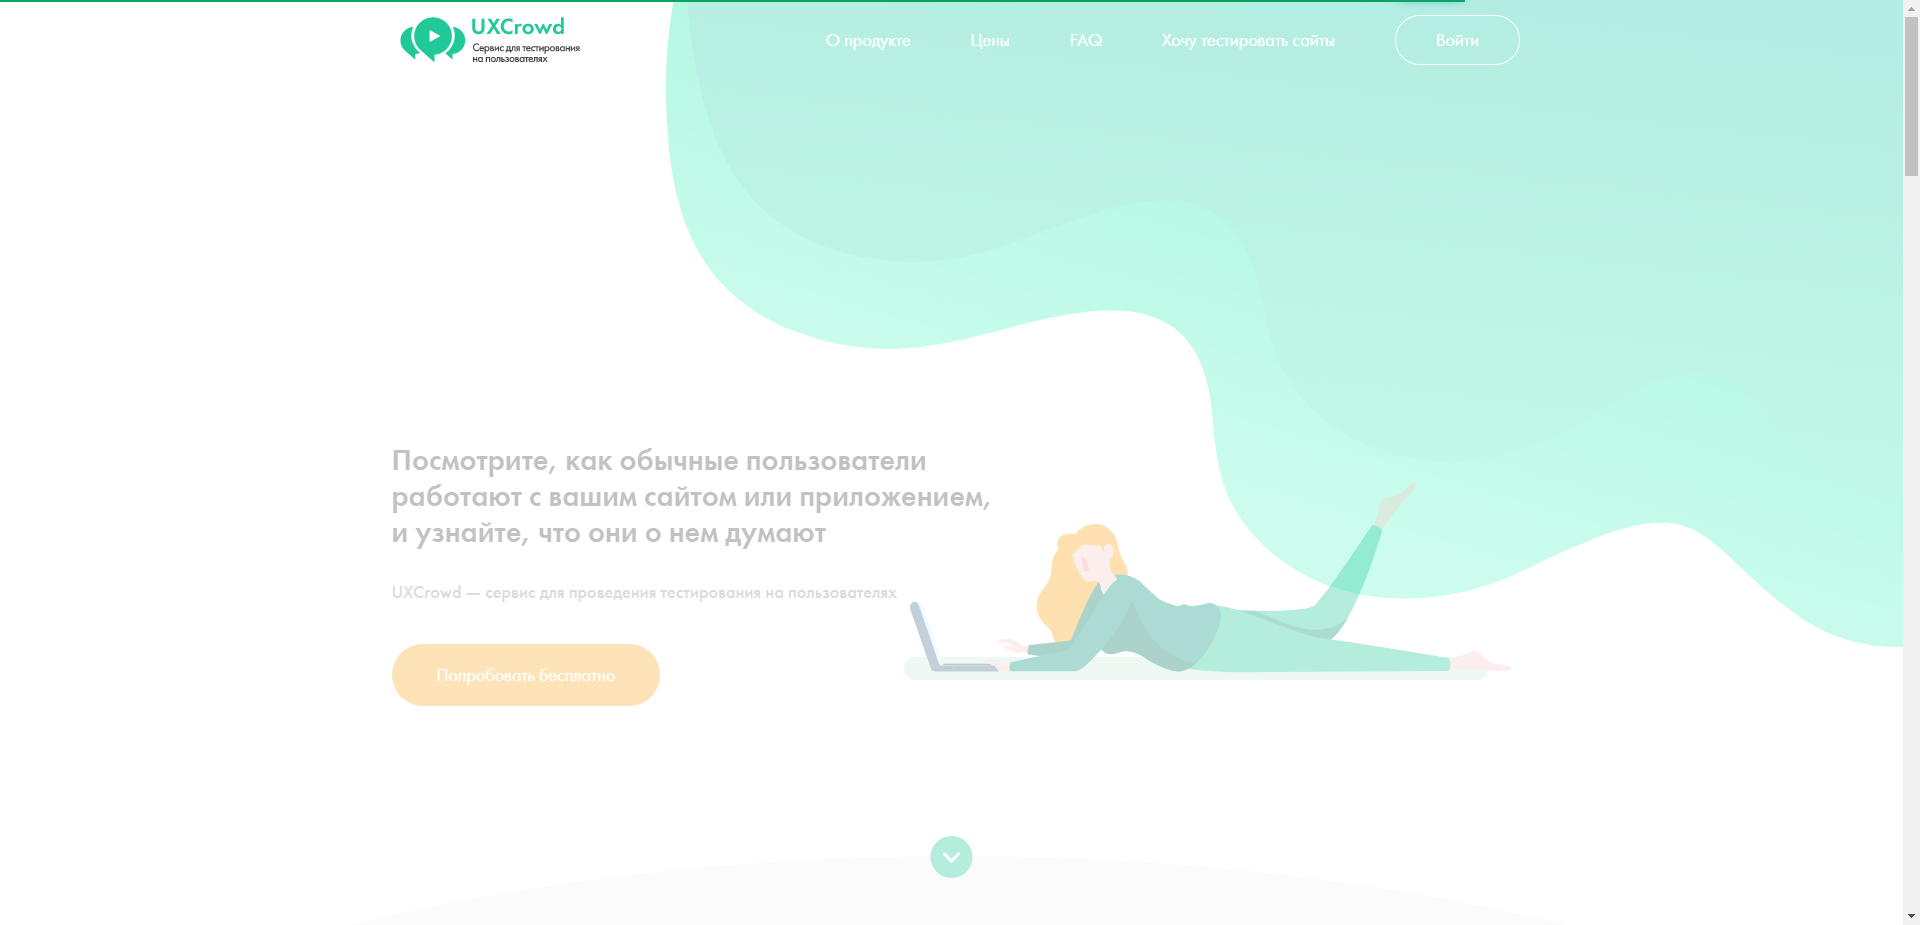 UXCrowd
Сервис для тестирования
на пользователях
О продукте
Цены
FAQ
Хочу тестировать сайты
Войти
Посмотрите, как обычные пользователи
работают с вашим сайтом или приложением,
и узнайте, что они о нем думают
UXCrowd — сервис для проведения тестирования на пользователях
Попробовать бесплатно